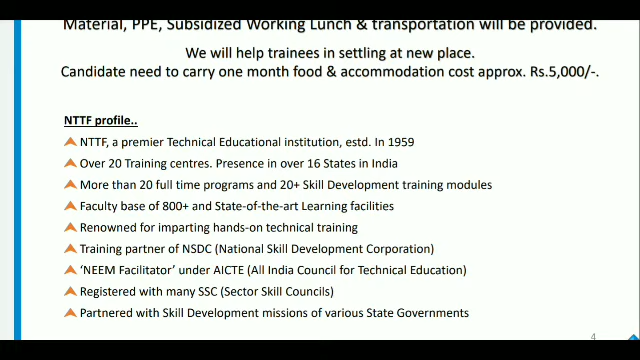 Material, PPE, Subsidized Working Lunch & transportation will be provided.
We will help trainees in settling at new place.
Candidate need to carry one month food & accommodation cost approx. Rs.5,000/-.
NTTF profile..
NTTF, a premier Technical Educational institution, estd. In 1959
Over 20 Training centres. Presence in over 16 States in India
More than 20 full time programs and 20+ Skill Development training modules
Faculty base of 800+ and State-of-the-art Learning facilities
Renowned for imparting hands-on technical training
Training partner of NSDC (National Skill Development Corporation)
‘NEEM Facilitator’ under AICTE (All India Council for Technical Education)
Registered with many SSC (Sector Skill Councils)
Partnered with Skill Development missions of various State Governments
4